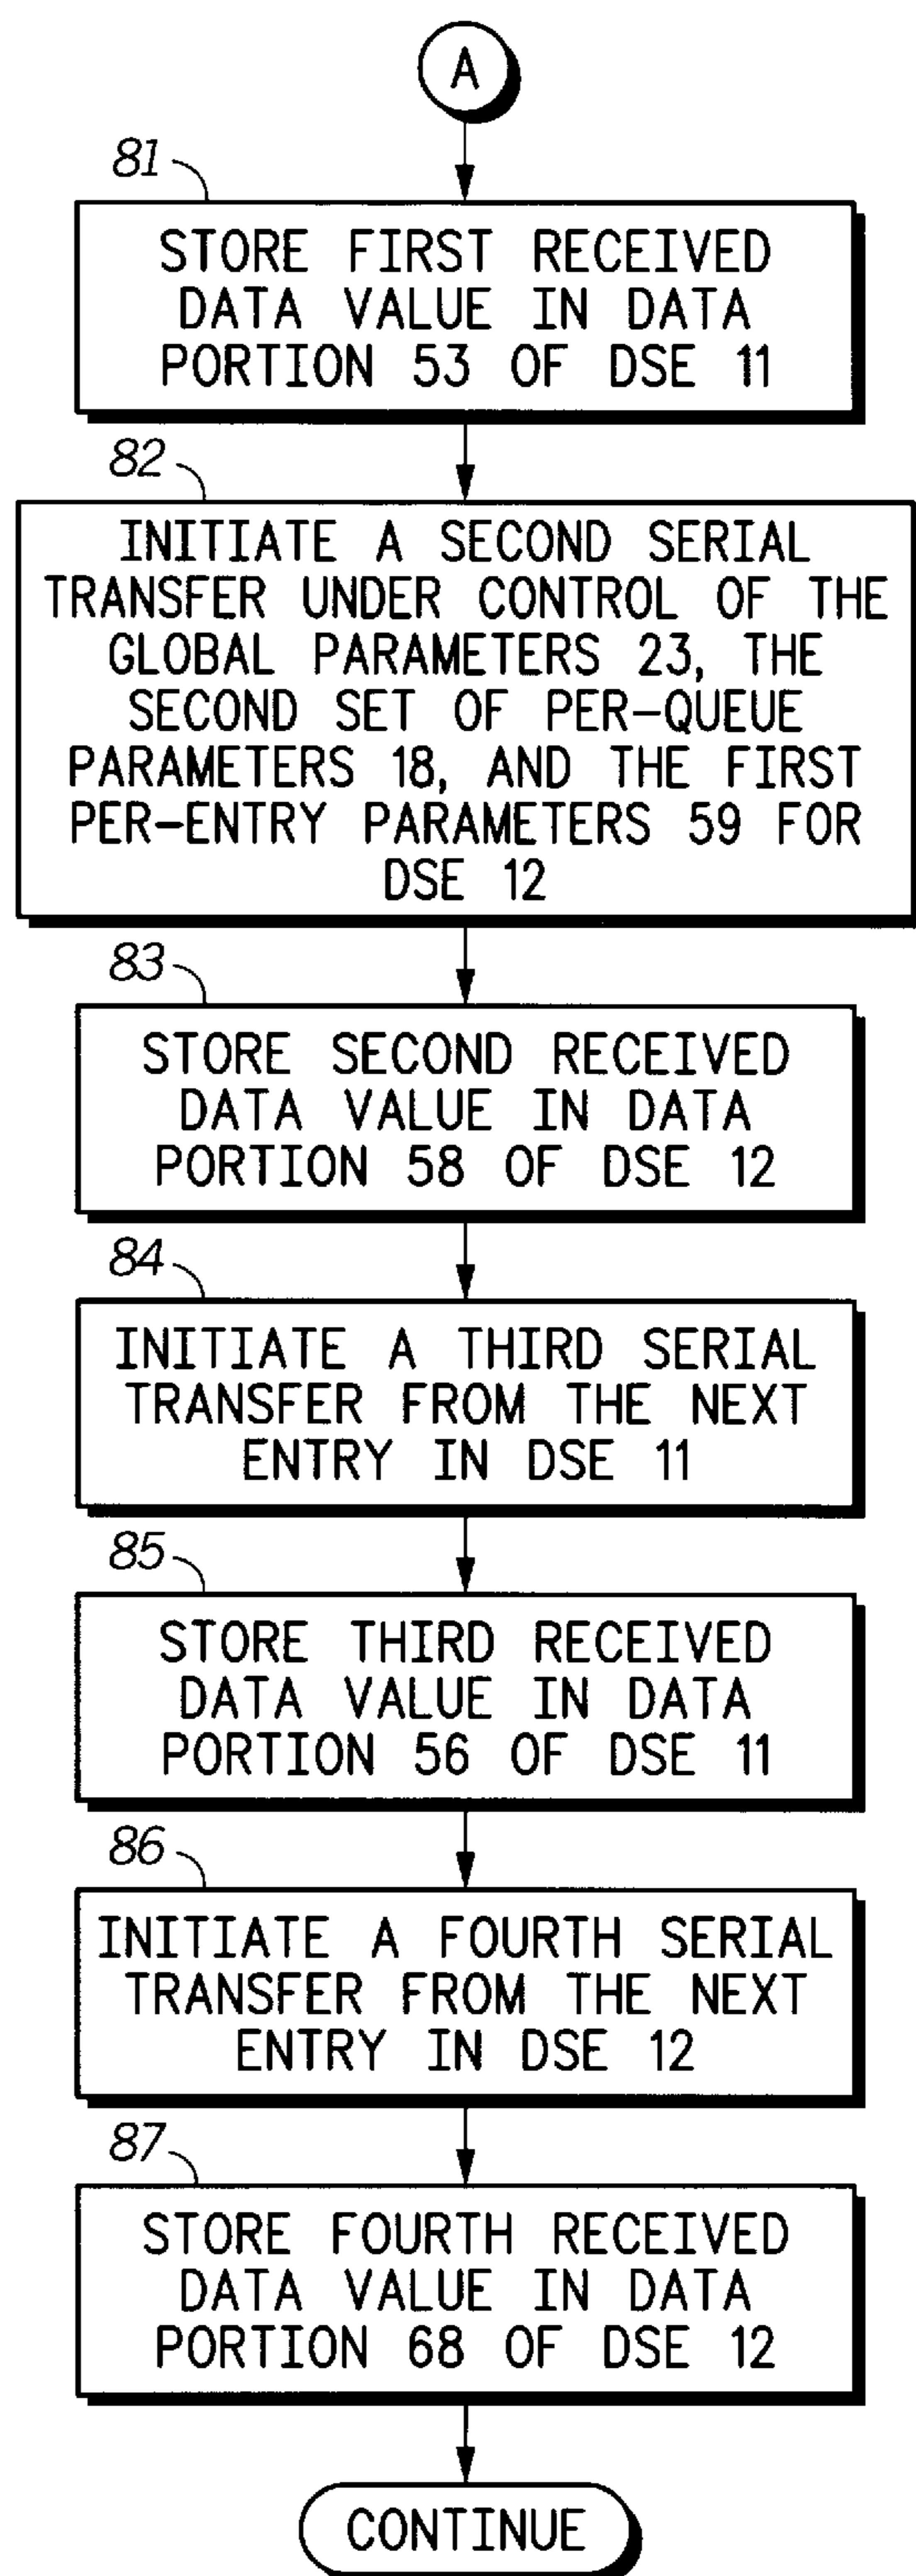 A
81
STORE FIRST RECEIVED
DATA VALUE IN DATA
PORTION 53 OF DSE 11
82
INITIATE A SECOND SERIAL
TRANSFER UNDER CONTROL OF THE
GLOBAL PARAMETERS 23, THE
SECOND SET OF PER-QUEUE
PARAMETERS 18, AND THE FIRST
PER-ENTRY PARAMETERS 59 FOR
DSE 12
83
STORE SECOND RECEIVED
DATA VALUE IN DATA
PORTION 58 OF DSE 12
84
INITIATE A THIRD SERIAL
TRANSFER FROM THE NEXT
ENTRY IN DSE 11
85
STORE THIRD RECEIVED
DATA VALUE IN DATA
PORTION 56 OF DSE 11
86
INITIATE A FOURTH SERIAL
TRANSFER FROM THE NEXT
ENTRY IN DSE 12
87
STORE FOURTH RECEIVED
DATA VALUE IN DATA
PORTION 68 OF DSE 12
CONTINUE